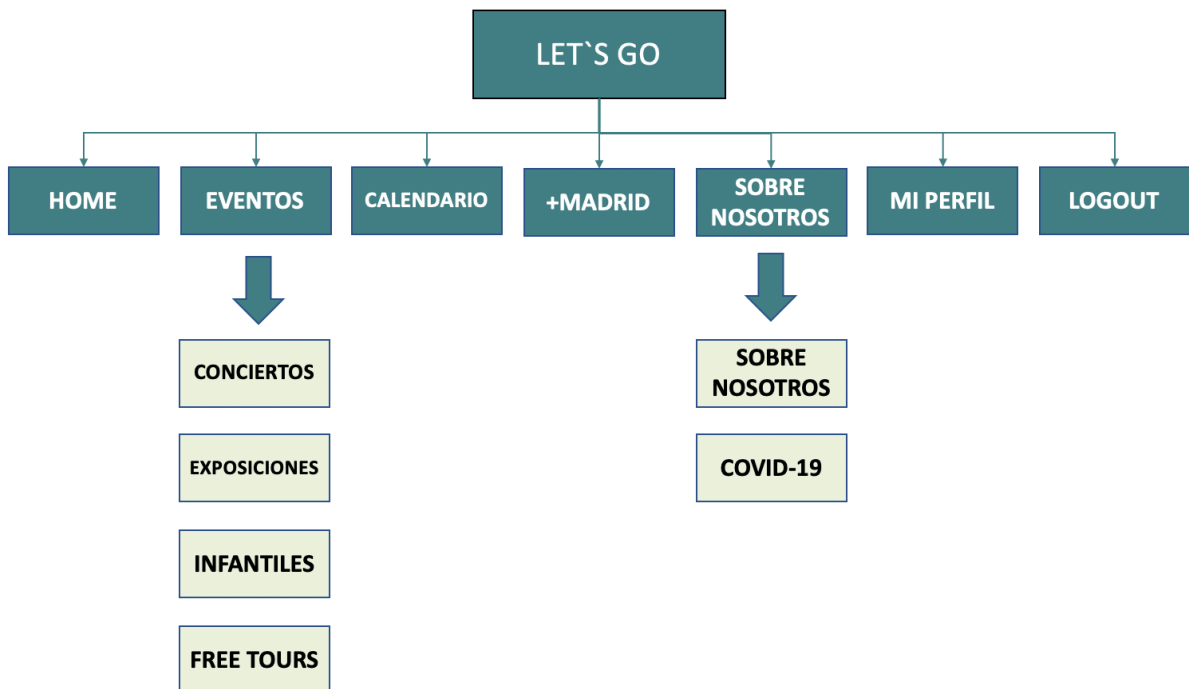 LET`S GO
HOME
EVENTOS
CALENDARIO
+MADRID
SOBRE
NOSOTROS
MI PERFIL
LOGOUT
CONCIERTOS
EXPOSICIONES
INFANTILES
FREE TOURS
SOBRE
NOSOTROS
COVID-19